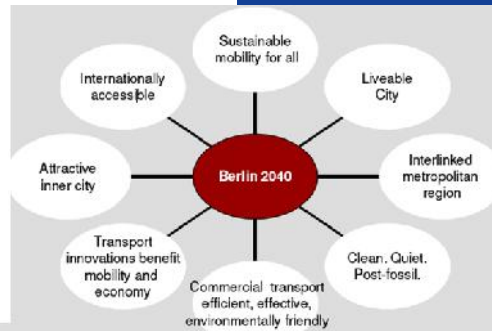 Sustainable
mobility for all
Internationally
accessible
Liveable
City
Attractive
inner city
Berlin 2040
Interlinked
metropolitan
region
Transport
innovations benefit
mobility and
economy
Clean. Quiet.
Post-fossil.
Commercial transport
efficient, effective,
environmentally friendly